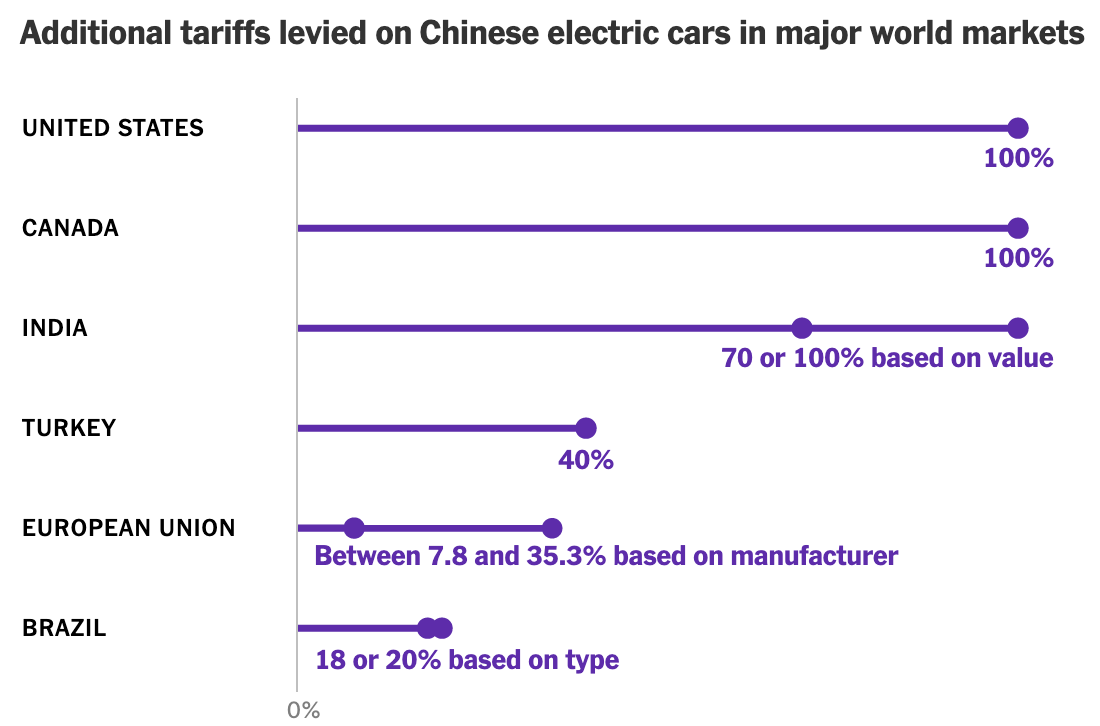 Additional tariffs levied on Chinese electric cars in major world markets
UNITED STATES
100%
CANADA
100%
INDIA
70 or 100% based on value
TURKEY
40%
EUROPEAN UNION
Between 7.8 and 35.3% based on manufacturer
BRAZIL
18 or 20% based on type
0%